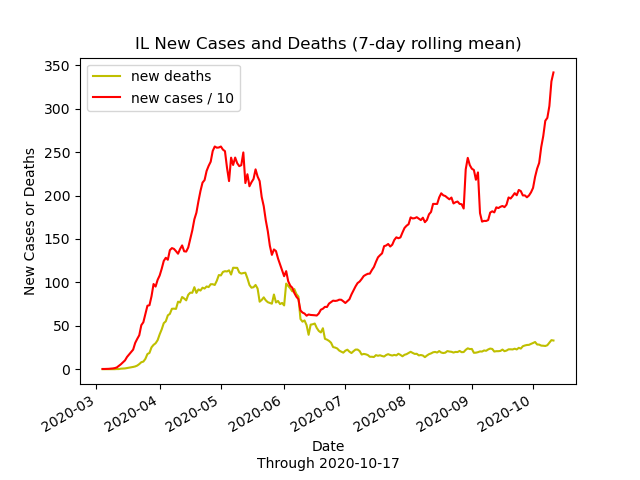 IL New Cases and Deaths (7-day rolling mean)
new deaths
new cases / 10
New Cases or Deaths
350
300
250
200
150
100
50
0
2020-03
2020-04
2020-05
2020-06
2020-07
2020-08
2020-09
2020-10
Date
Through 2020-10-17